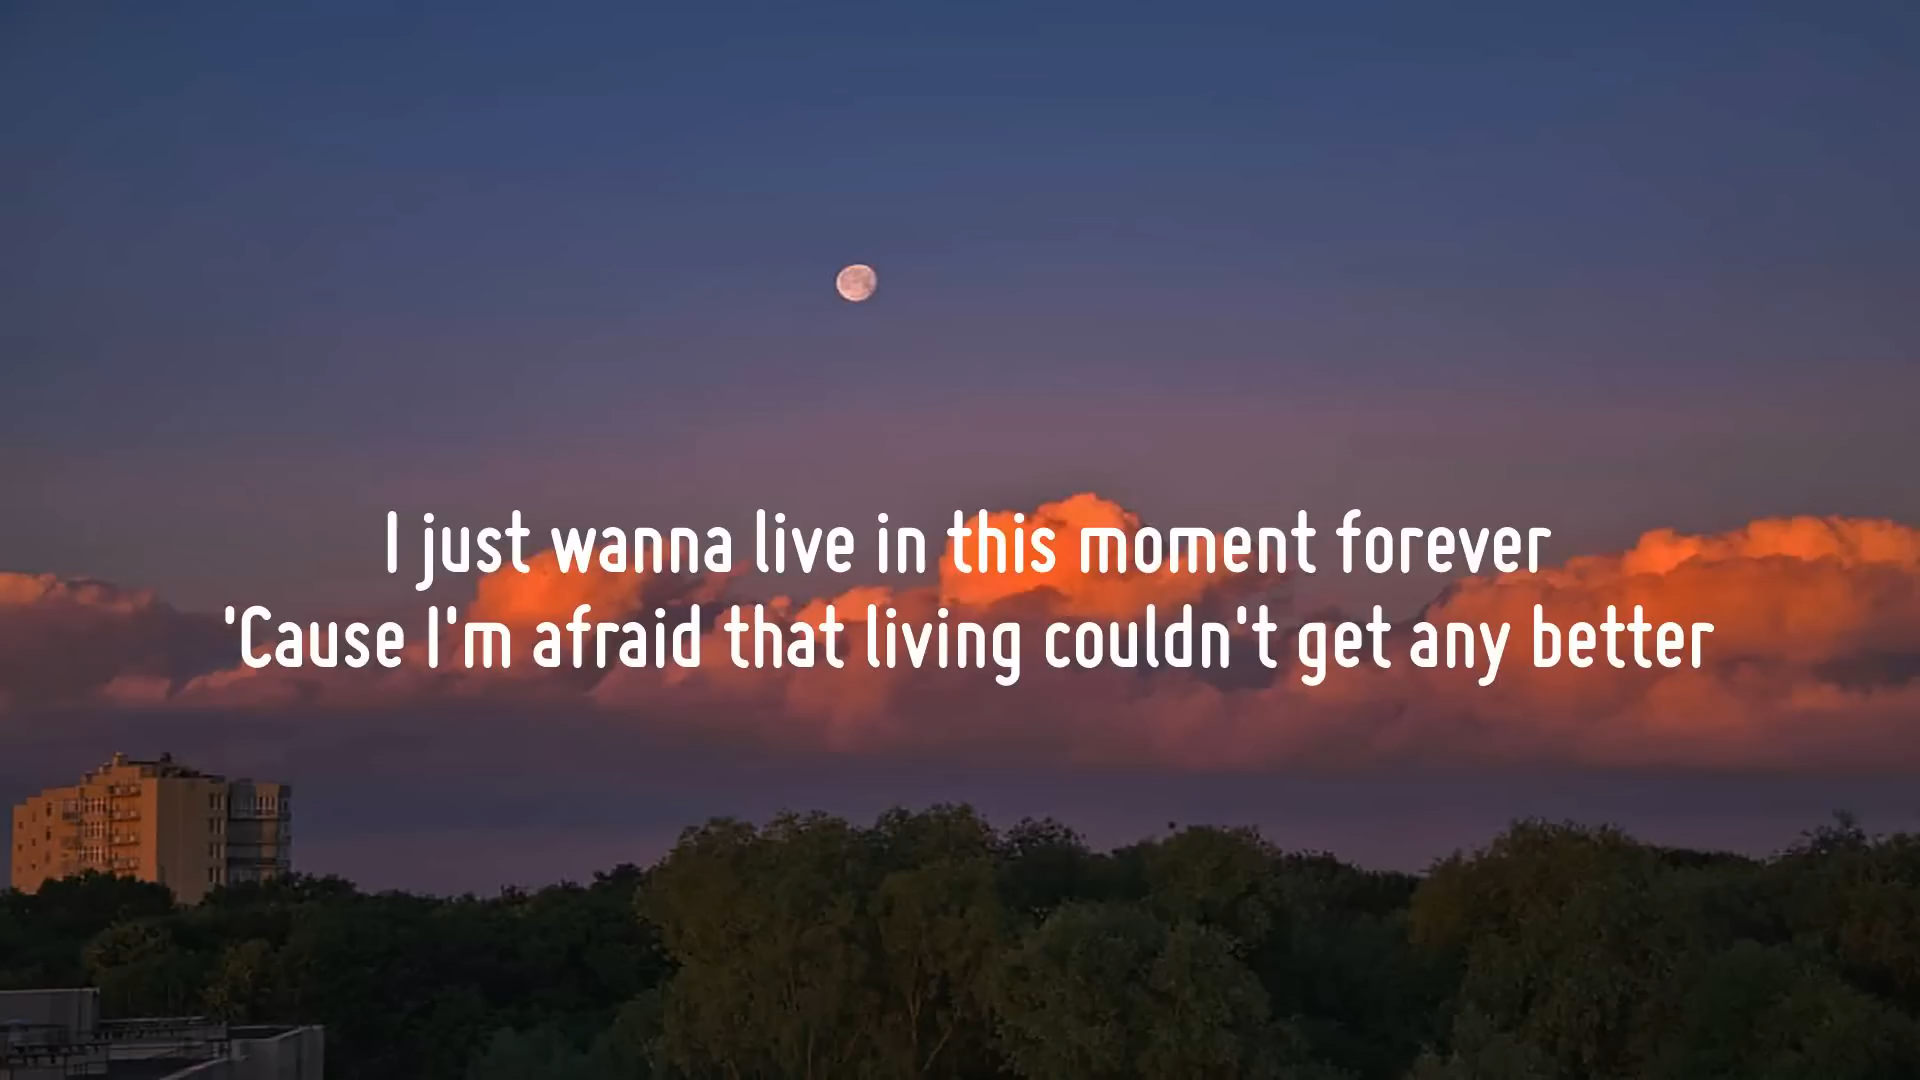 I just wanna live in this moment forever
'Cause I'm afraid that living couldn't get any better